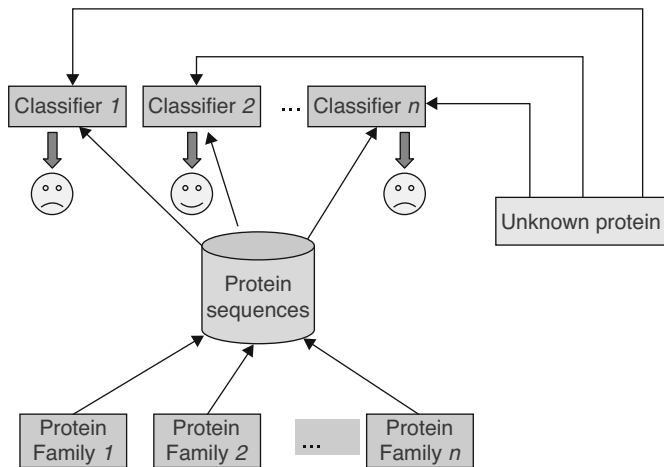 Classifier 1
Classifier 2
...
Classifier n
Unknown protein
Protein
sequences
Protein
Family 1
Protein
Family 2
...
Protein
Family n